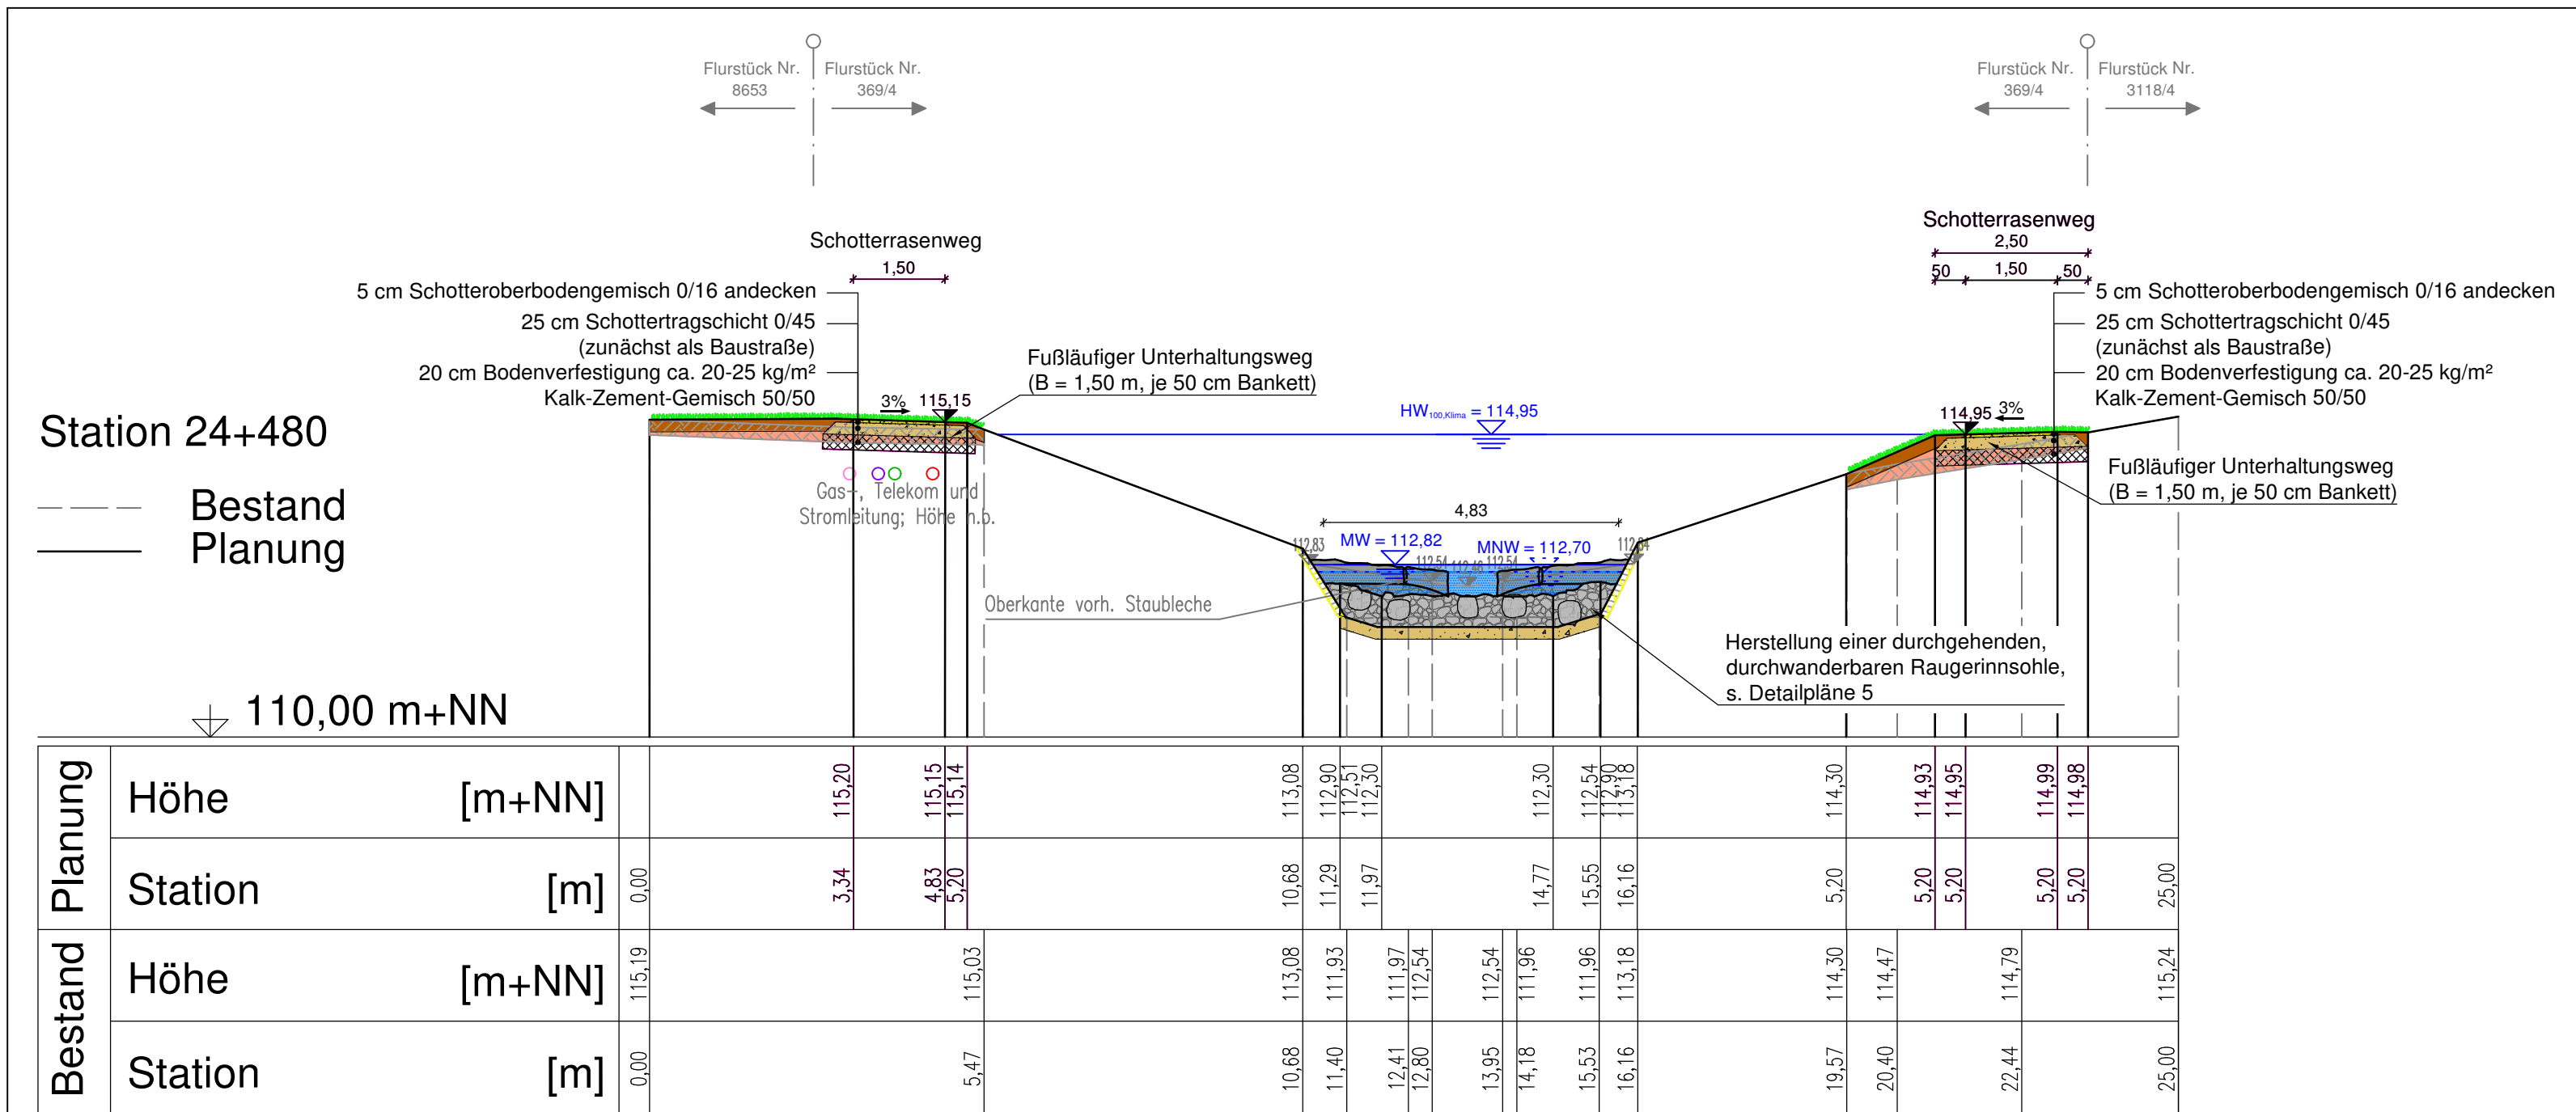 Flurstück Nr.
8653
Flurstück Nr.
369/4
Flurstück Nr.
369/4
Flurstück Nr.
3118/4
Schotterrasenweg
1,50
Schotterrasenweg
2,50
50
1,50
50
5 cm Schotteroberbodengemisch 0/16 andecken
25 cm Schottertragschicht 0/45
(zunächst als Baustraße)
20 cm Bodenverfestigung ca. 20-25 kg/m²
Kalk-Zement-Gemisch 50/50
5 cm Schotteroberbodengemisch 0/16 andecken
25 cm Schottertragschicht 0/45
(zunächst als Baustraße)
20 cm Bodenverfestigung ca. 20-25 kg/m²
Kalk-Zement-Gemisch 50/50
Fußläufiger Unterhaltungsweg
(B = 1,50 m, je 50 cm Bankett)
3%
115,15
HW100,Klima = 114,95
114,95
3%
Station 24+480
Bestand
Planung
Gas-, Telekom und
Stromleitung; Höhe n.b.
Fußläufiger Unterhaltungsweg
(B = 1,50 m, je 50 cm Bankett)
4,83
112,83
MW = 112,82
MNW = 112,70
112,54
112,46
112,54
Oberkante vorh. Staubleche
Herstellung einer durchgehenden,
durchwanderbaren Raugerinnsohle,
s. Detailpläne 5
110,00 m+NN
Planung
Höhe [m+NN]
115,20
115,15
115,14
113,08
112,90
112,51
112,30
112,30
112,54
112,90
113,18
114,30
114,93
114,95
114,99
114,98
Station [m]
0,00
3,34
4,83
5,20
10,68
11,29
11,97
14,77
15,55
16,16
5,20
5,20
5,20
5,20
5,20
25,00
Bestand
Höhe [m+NN]
115,19
115,03
113,08
111,93
111,97
112,54
112,54
111,96
111,96
113,18
114,30
114,47
114,79
115,24
Station [m]
0,00
5,47
10,68
11,40
12,41
12,80
13,95
14,18
15,53
16,16
19,57
20,40
22,44
25,00